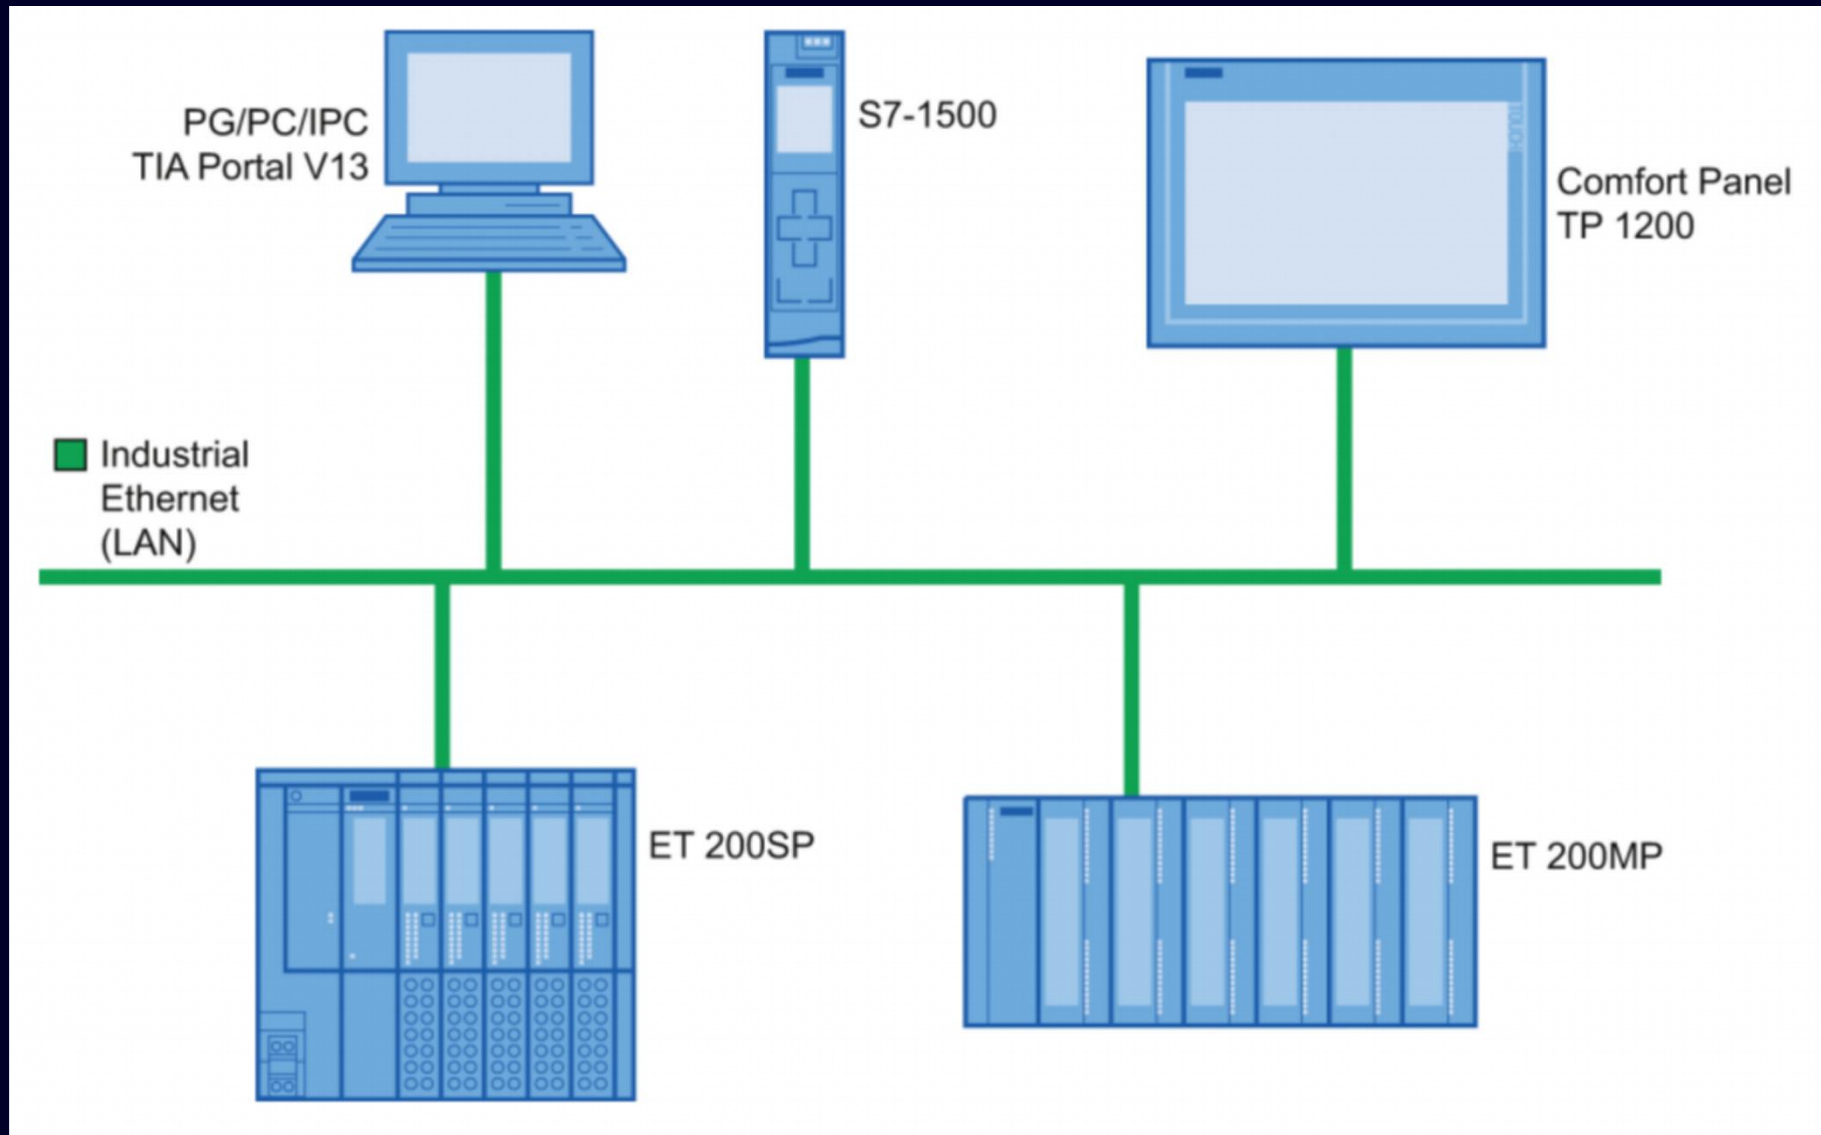 PG/PC/IPC
TIA Portal V13
S7-1500
Comfort Panel
TP 1200
Industrial
Ethernet
(LAN)
ET 200SP
ET 200MP